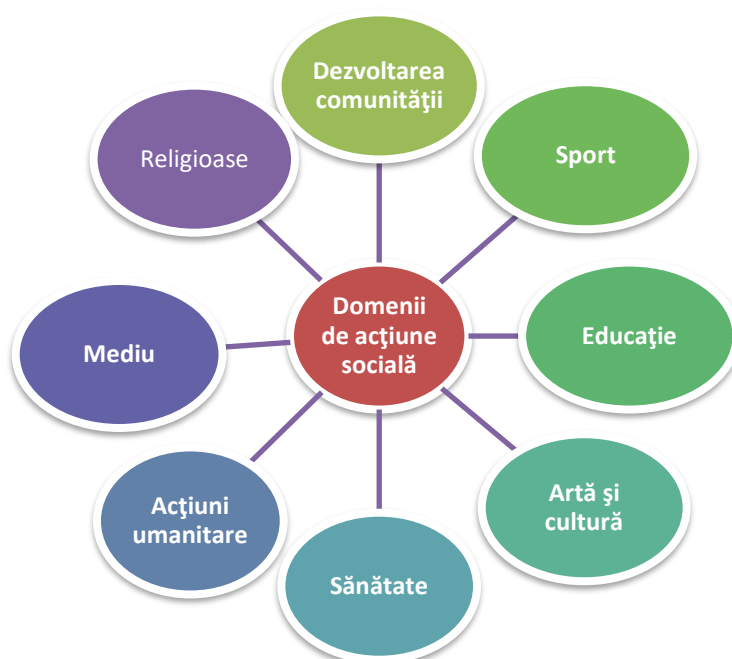 Dezvoltarea
comunităţii
Sport
Educaţie
Artă şi
cultură
Sănătate
Acţiuni
umanitare
Mediu
Religioase
Domenii
de acţiune
socială